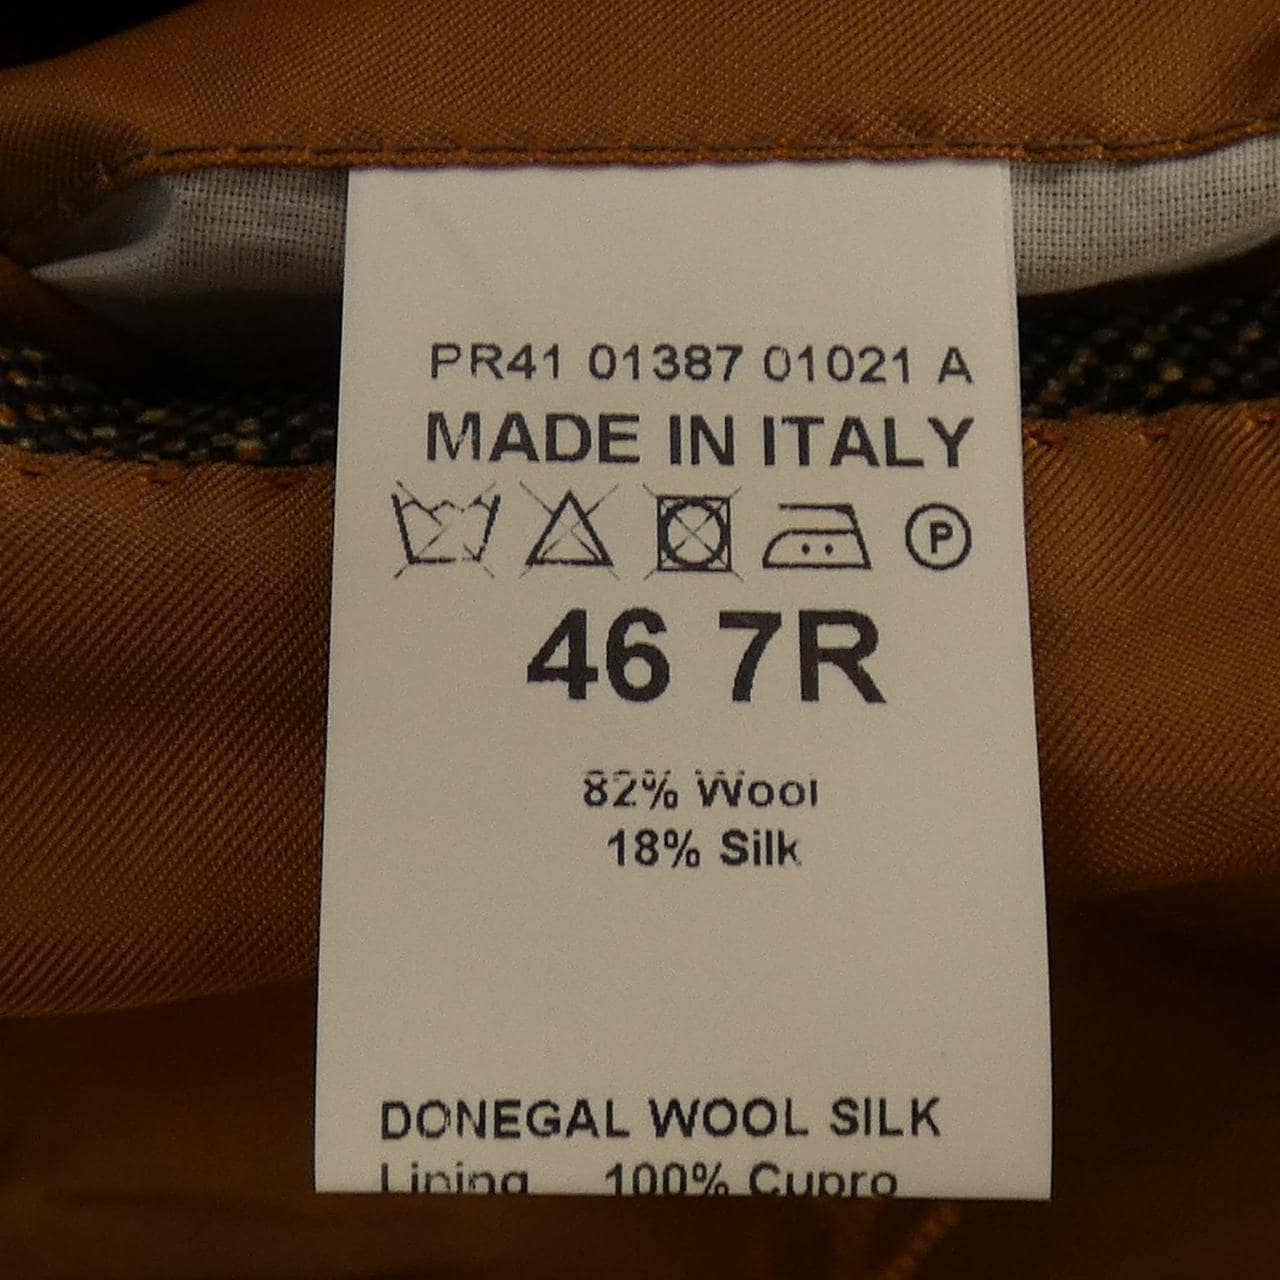 PR41 01387 01021 A
MADE IN ITALY
P
46 7R
82% Wool
18% Silk
DONEGAL WOOL SILK
Lining 100% Cupro